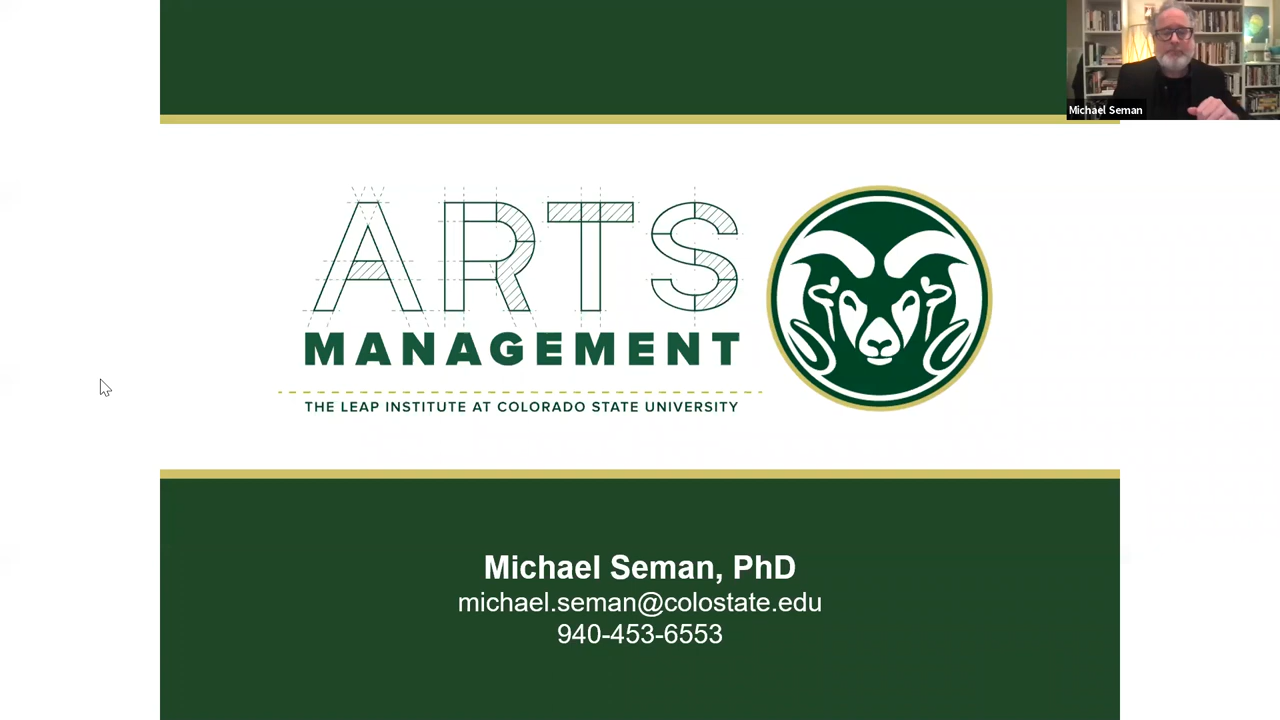 Michael Seman
ARTS
MANAGEMENT
THE LEAP INSTITUTE AT COLORADO STATE UNIVERSITY
Michael Seman, PhD
michael.seman@colostate.edu
940-453-6553